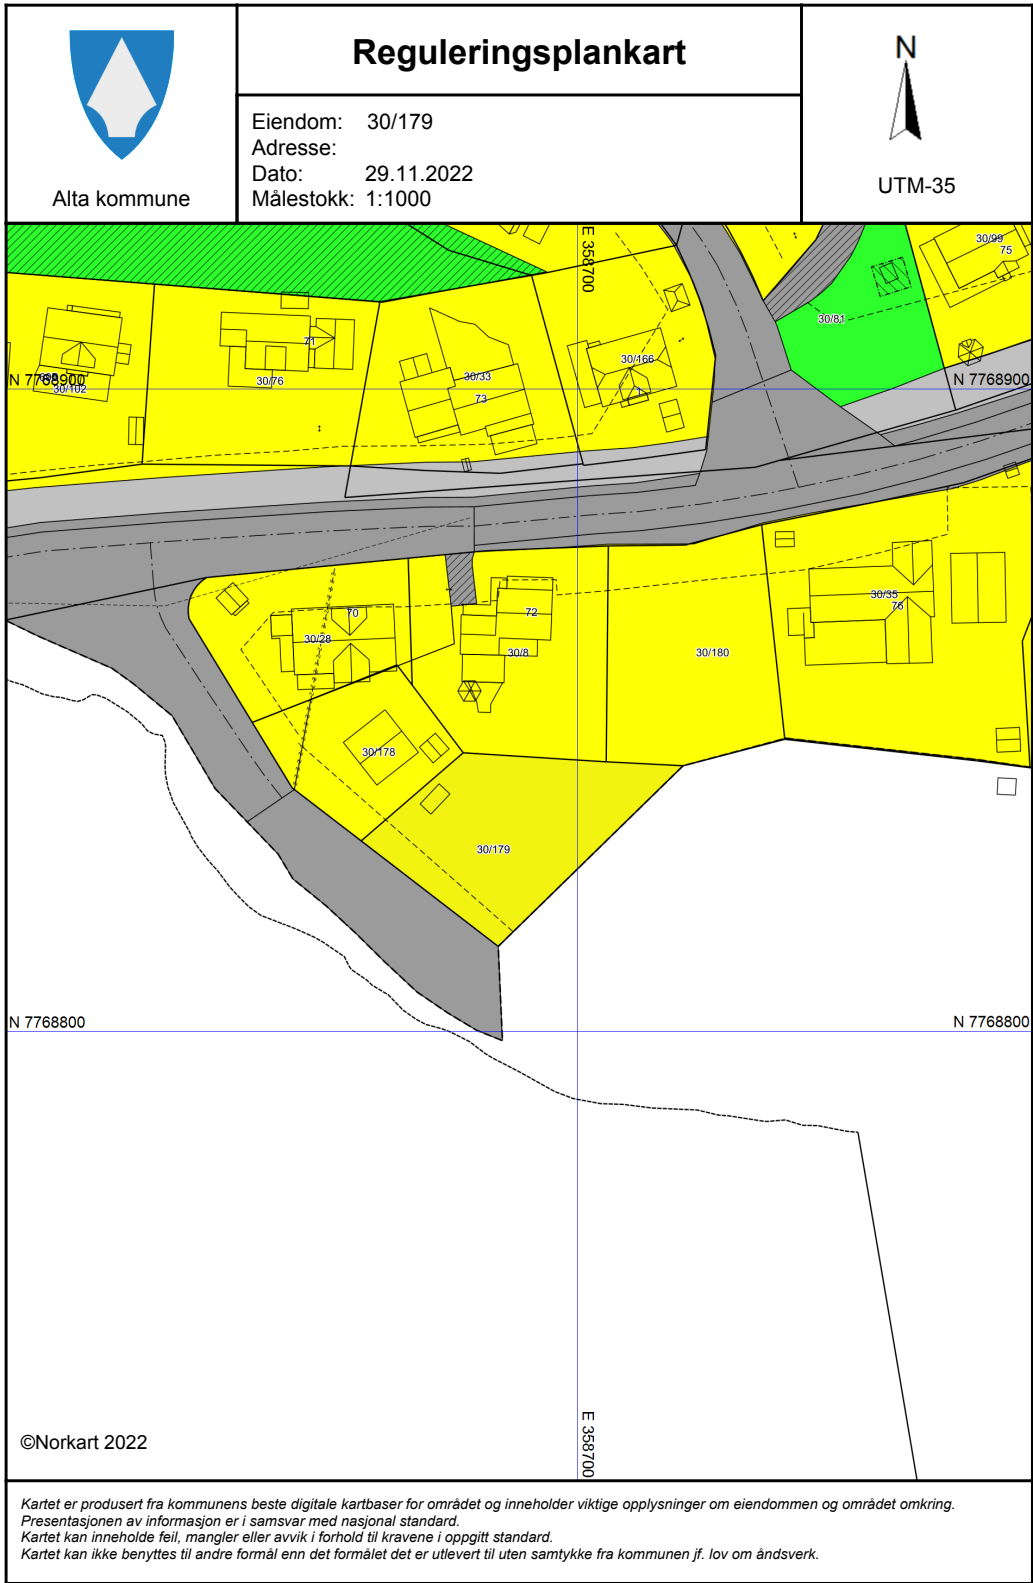 Reguleringsplankart
Eiendom: 30/179
Adresse:
Dato: 29.11.2022
Målestokk: 1:1000
Alta kommune
N
UTM-35
E 358700
30/99
75
30/81
71
30/76
30/33
73
30/166
1
N 7768900
30/102
N 7768900
70
30/28
72
30/8
30/180
30/35
76
30/178
30/179
N 7768800
N 7768800
E 358700
©Norkart 2022
Kartet er produsert fra kommunens beste digitale kartbaser for området og inneholder viktige opplysninger om eiendommen og området omkring.
Presentasjonen av informasjon er i samsvar med nasjonal standard.
Kartet kan inneholde feil, mangler eller avvik i forhold til kravene i oppgitt standard.
Kartet kan ikke benyttes til andre formål enn det formålet det er utlevert til uten samtykke fra kommunen jf. lov om åndsverk.